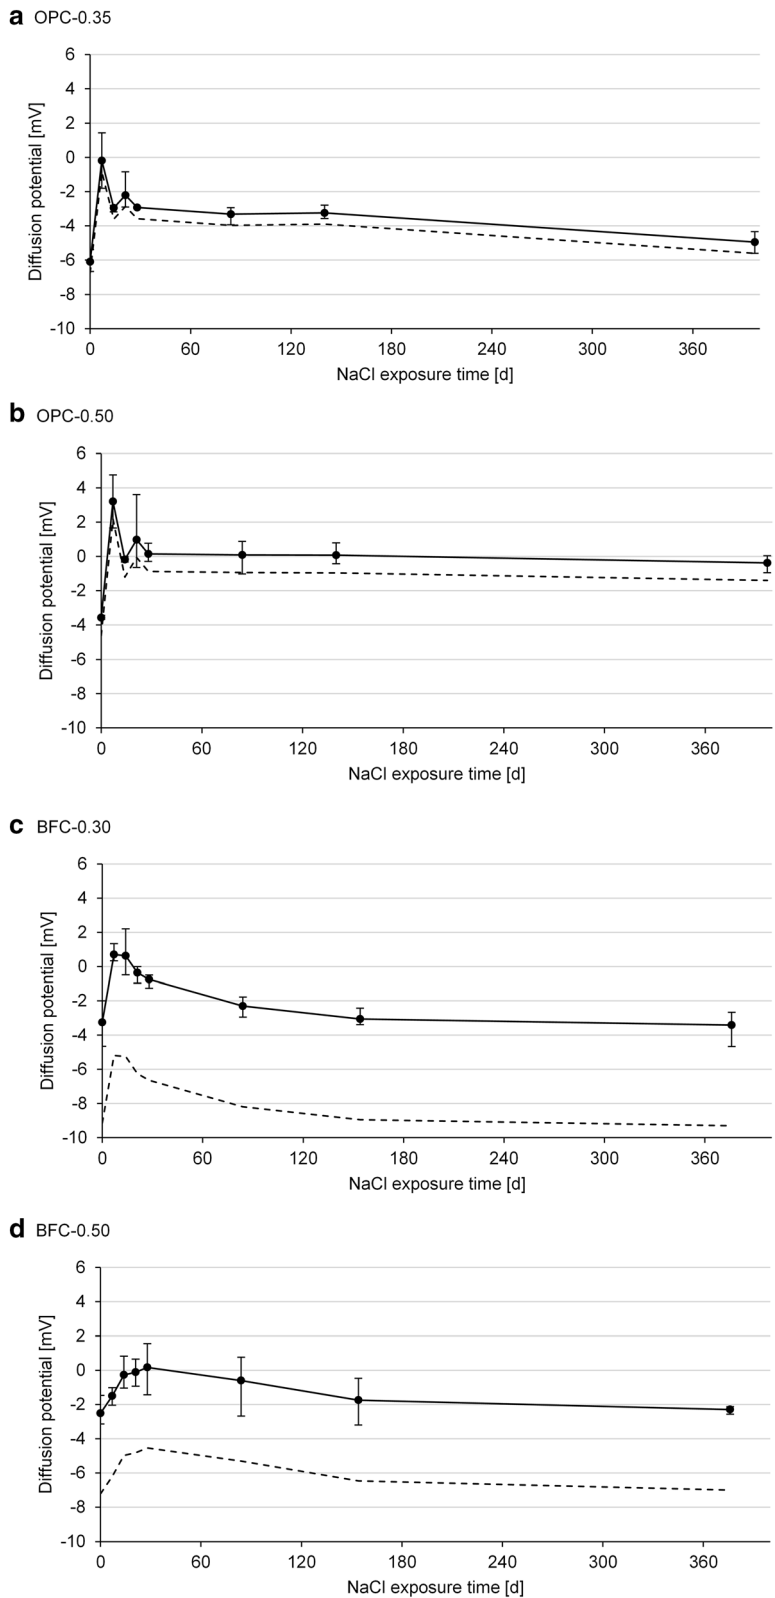 a OPC-0.35
6
4
2
0
-2
-4
-6
-8
-10
Diffusion potential [mV]
0 60 120 180 240 300 360
NaCl exposure time [d]
b OPC-0.50
6
4
2
0
-2
-4
-6
-8
-10
Diffusion potential [mV]
0 60 120 180 240 300 360
NaCl exposure time [d]
c BFC-0.30
6
4
2
0
-2
-4
-6
-8
-10
Diffusion potential [mV]
0 60 120 180 240 300 360
NaCl exposure time [d]
d BFC-0.50
6
4
2
0
-2
-4
-6
-8
-10
Diffusion potential [mV]
0 60 120 180 240 300 360
NaCl exposure time [d]